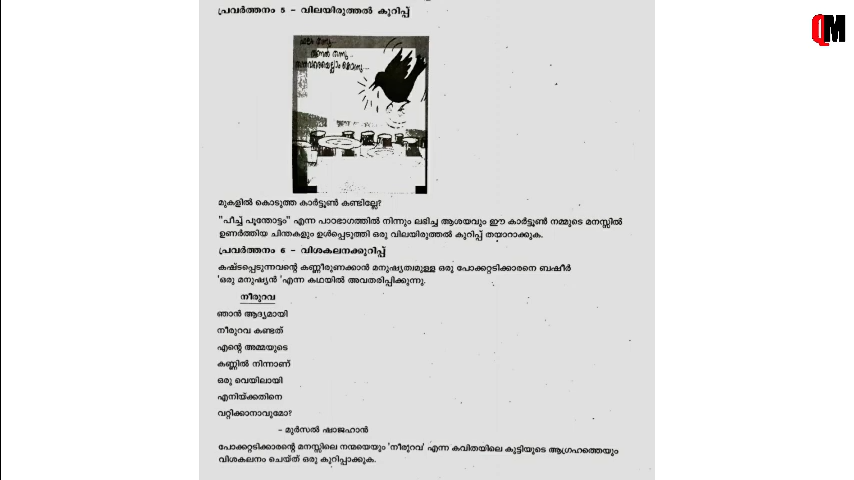 പ്രവർത്തനം 5 – വിലയിരുത്തൽ കുറിപ്പ്
QM
മുകളിൽ കൊടുത്ത കാർട്ടൂൺ കണ്ടില്ലേ?
"പീച്ച് പൂന്തോട്ടം" എന്ന പാഠഭാഗത്തിൽ നിന്നും ലഭിച്ച ആശയവും ഈ കാർട്ടൂൺ നമ്മുടെ മനസ്സിൽ
ഉണർത്തിയ ചിന്തകളും ഉൾപ്പെടുത്തി ഒരു വിലയിരുത്തൽ കുറിപ്പ് തയാറാക്കുക.
പ്രവർത്തനം 6 – വിശകലനക്കുറിപ്പ്
കഷ്ടപ്പെടുന്നവന്റെ കണ്ണീരുണക്കാൻ മനുഷ്യത്വമുള്ള ഒരു പോക്കറ്റടിക്കാരനെ ബഷീർ
'ഒരു മനുഷ്യൻ 'എന്ന കഥയിൽ അവതരിപ്പിക്കുന്നു.
നീരുറവ
ഞാൻ ആദ്യമായി
നീരുറവ കണ്ടത്
എന്റെ അമ്മയുടെ
കണ്ണിൽ നിന്നാണ്
ഒരു വെയിലായി
എനിയ്ക്കതിനെ
വറ്റിക്കാനാവുമോ?
– മുർസൽ ഷാജഹാൻ
പോക്കറ്റടിക്കാരന്റെ മനസ്സിലെ നന്മയെയും 'നീരുറവ' എന്ന കവിതയിലെ കുട്ടിയുടെ ആഗ്രഹത്തെയും
വിശകലനം ചെയ്ത് ഒരു കുറിപ്പാക്കുക.